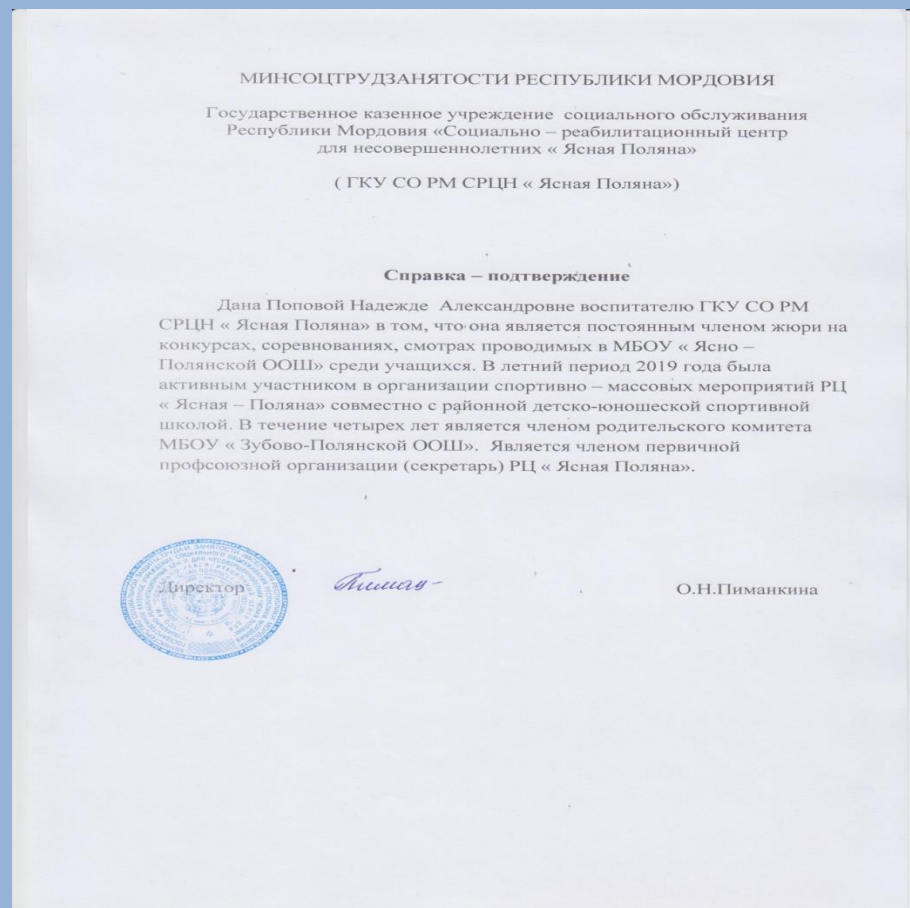 МИНСОЦТРУДЗАНЯТОСТИ РЕСПУБЛИКИ МОРДОВИЯ
Государственное казенное учреждение социального обслуживания
Республики Мордовия «Социально – реабилитационный центр
для несовершеннолетних « Ясная Поляна»
( ГКУ СО РМ СРЦН « Ясная Поляна»)
Справка – подтверждение
Дана Поповой Надежде Александровне воспитателю ГКУ СО РМ
СРЦН « Ясная Поляна» в том, что она является постоянным членом жюри на
конкурсах, соревнованиях, смотрах проводимых в МБОУ « Ясно –
Полянской ООШ» среди учащихся. В летний период 2019 года была
активным участником в организации спортивно – массовых мероприятий РЦ
« Ясная – Поляна» совместно с районной детско-юношеской спортивной
школой. В течение четырех лет является членом родительского комитета
МБОУ « Зубово-Полянской ООШ». Является членом первичной
профсоюзной организации (секретарь) РЦ « Ясная Поляна».
Директор О.Н.Пиманкина